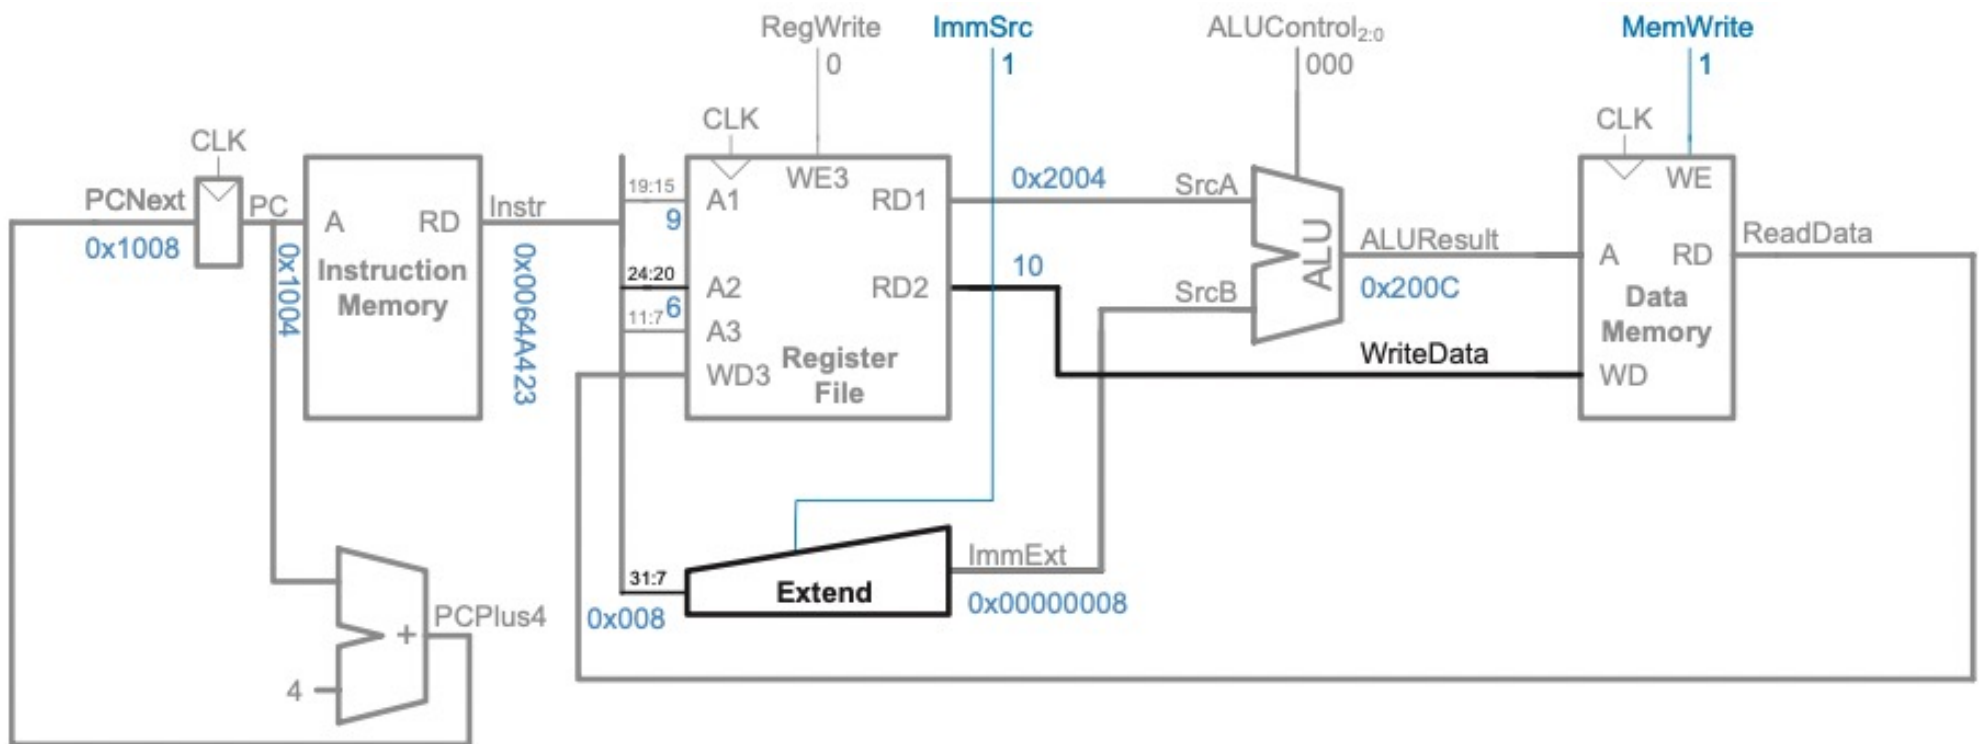 RegWrite
0
ImmSrc
1
ALUControl2:0
000
MemWrite
1
CLK
PCNext
0x1008
PC
0x1004
A
RD
Instruction
Memory
Instr
0x0064A423
19:15
9
24:20
6
11:7
CLK
WE3
A1
RD1
A2
RD2
A3
WD3
Register
File
0x2004
10
SrcA
SrcB
ALU
ALUResult
0x200C
WriteData
CLK
WE
A
RD
Data
Memory
WD
ReadData
31:7
0x008
Extend
ImmExt
0x00000008
PCPlus4
+
4